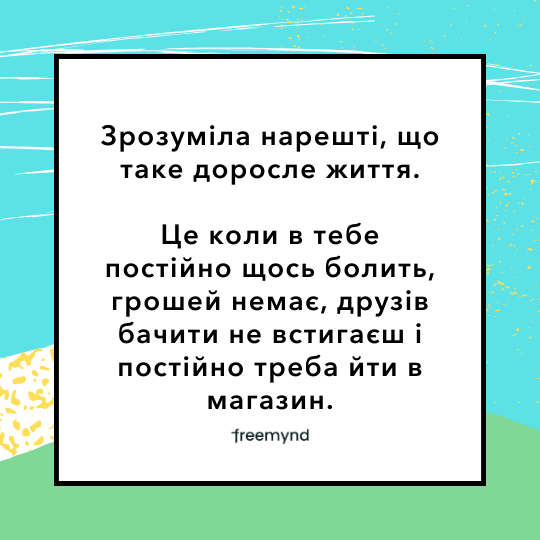 Зрозуміла нарешті, що
таке доросле життя.
Це коли в тебе
постійно щось болить,
грошей немає, друзів
бачити не встигаєш і
постійно треба йти в
магазин.
freemynd